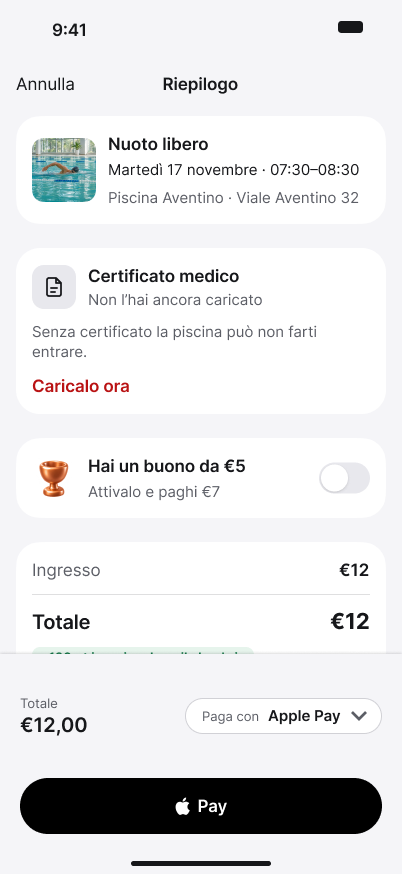 9:41
Annulla
Riepilogo
Nuoto libero
Martedì 17 novembre · 07:30–08:30
Piscina Aventino · Viale Aventino 32
Certificato medico
Non l’hai ancora caricato
Senza certificato la piscina può non farti
entrare.
Caricalo ora
Hai un buono da €5
Attivalo e paghi €7
Ingresso
€12
Totale
€12
Totale
€12,00
Paga con Apple Pay
Pay